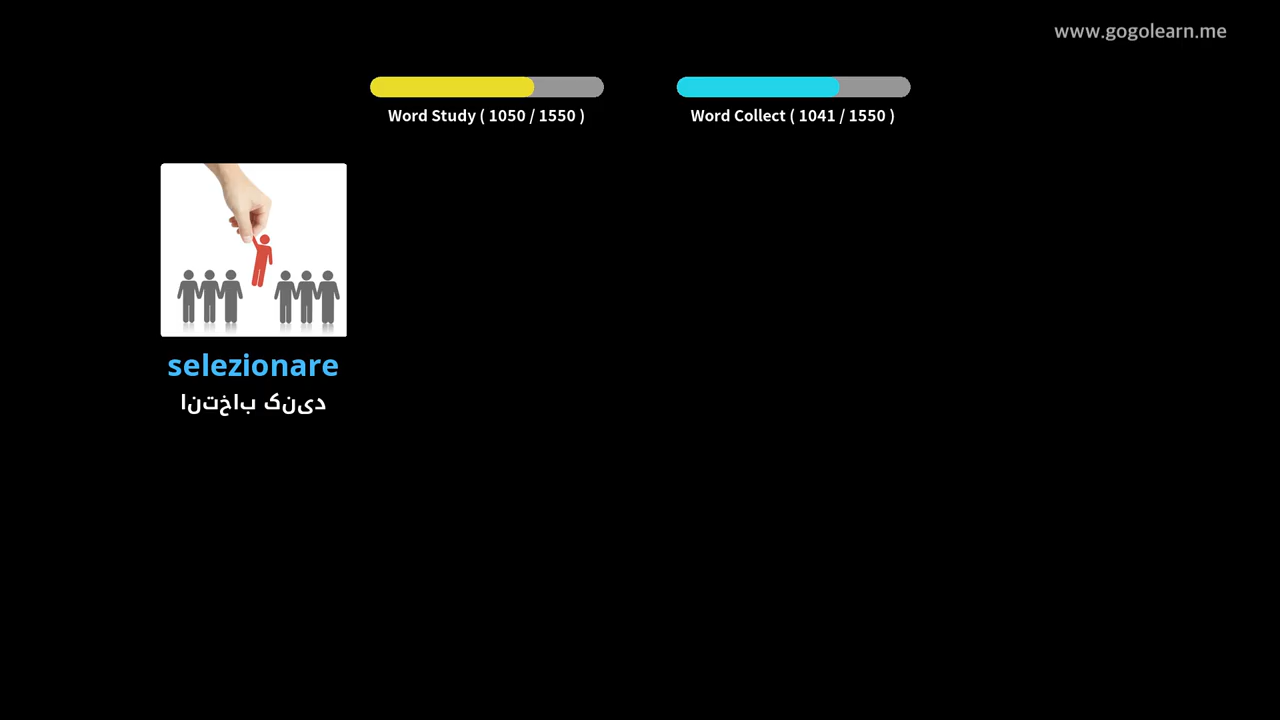 www.gogolearn.me
Word Study ( 1050 / 1550 )
Word Collect ( 1041 / 1550 )
selezionare
انتخاب کنید